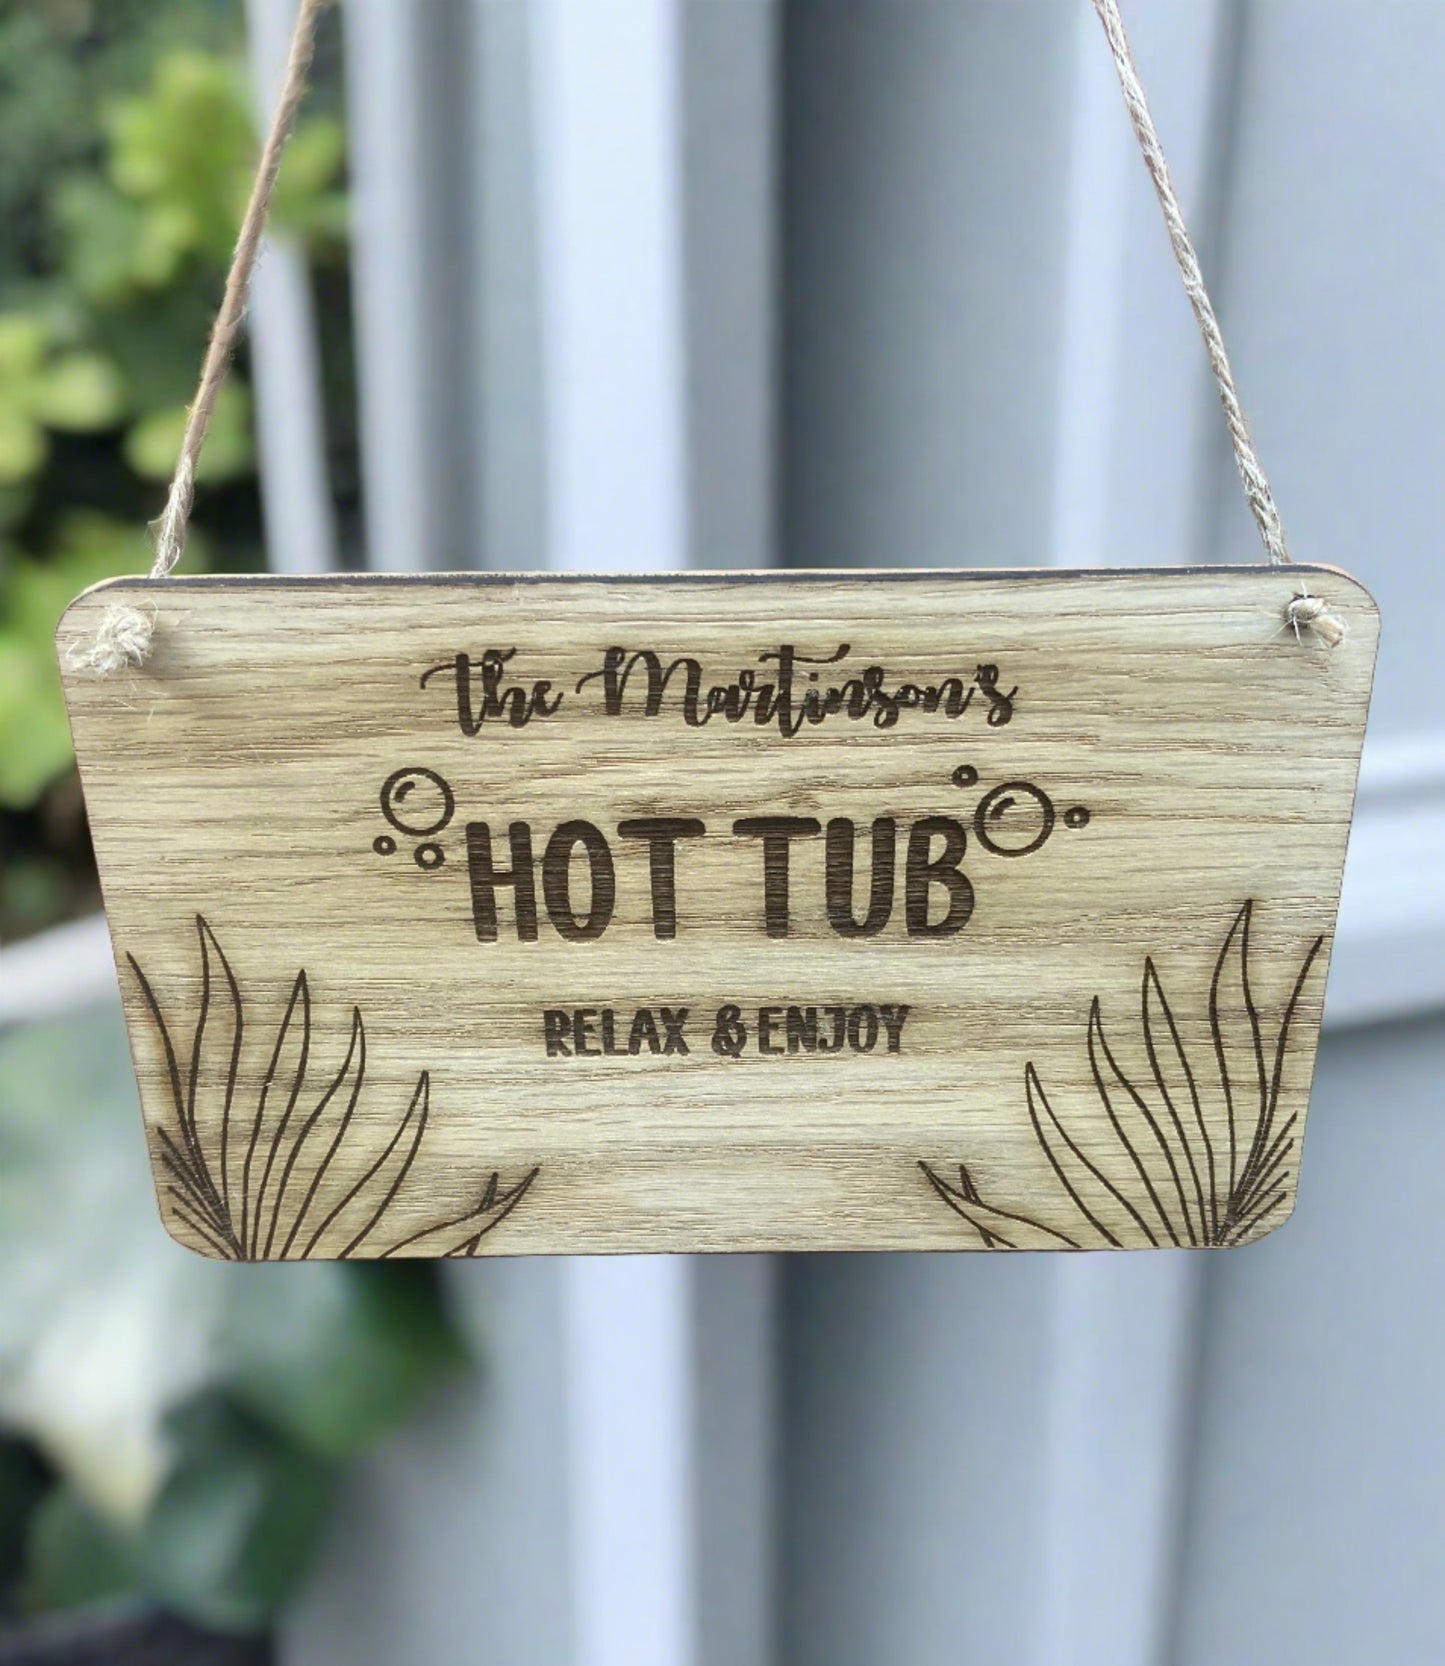 the Martinson's
HOT TUB
RELAX & ENJOY